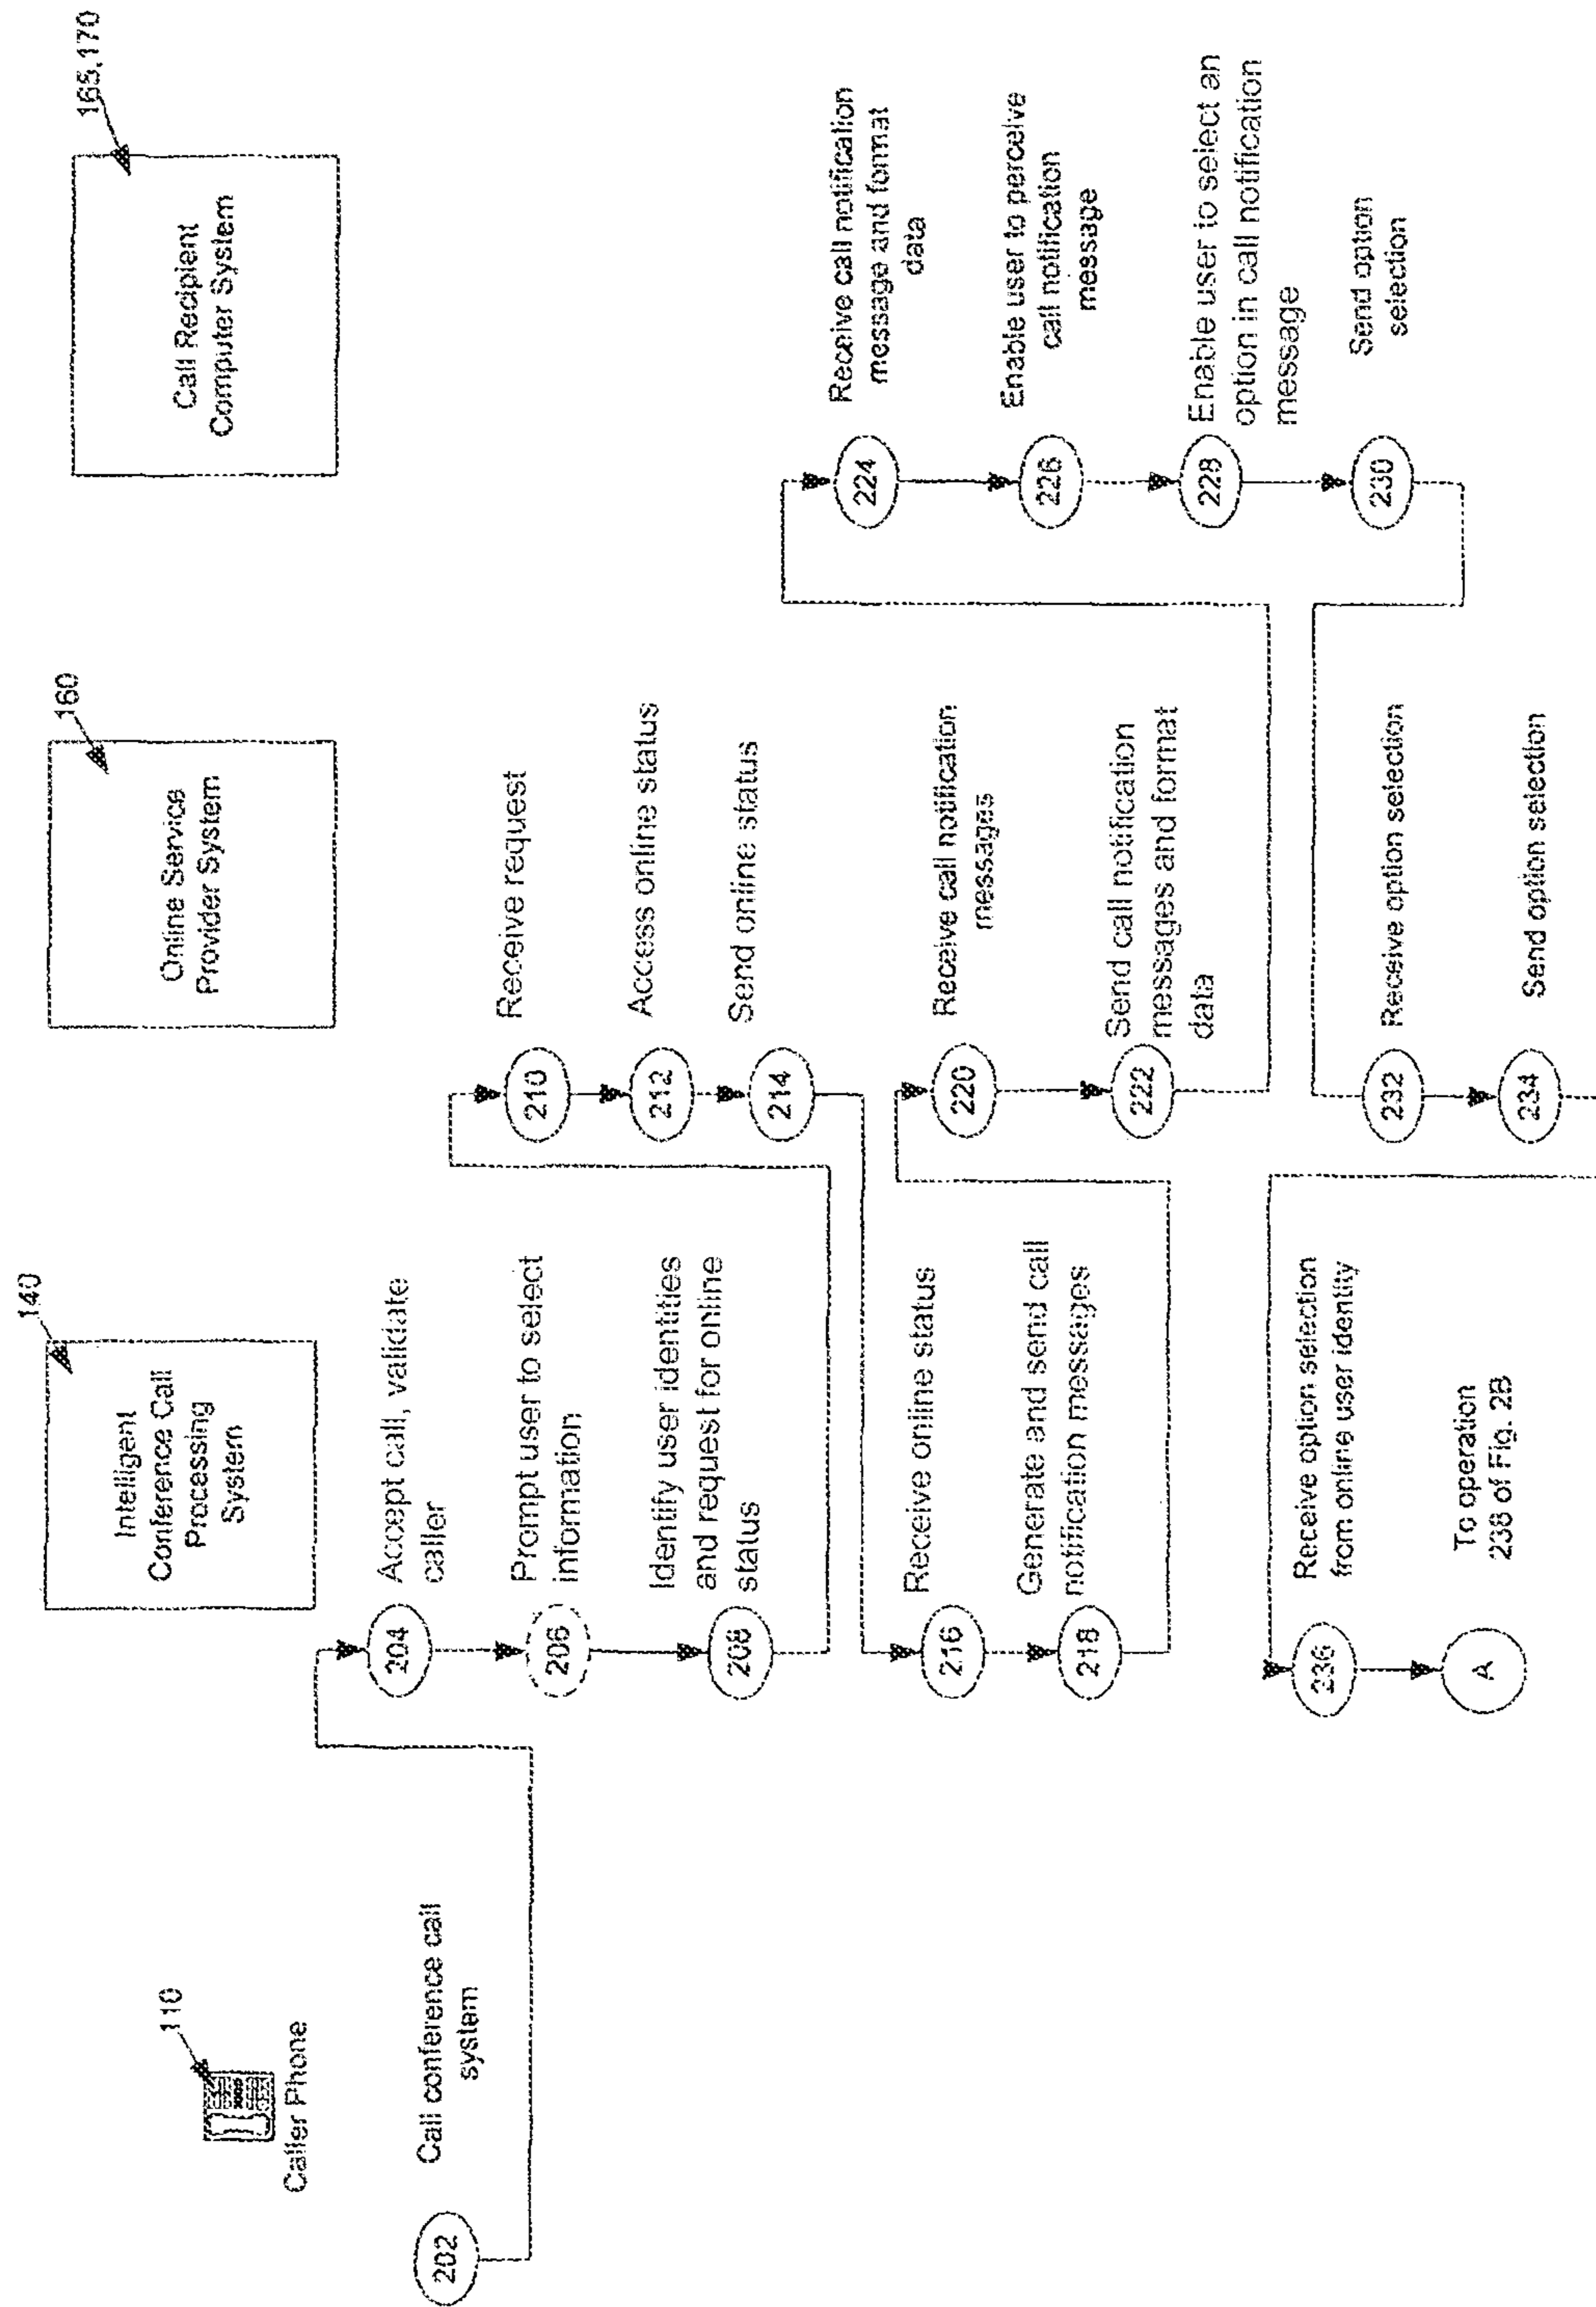 110
Caller Phone
140
Intelligent
Conference Call
Processing
System
160
Online Service
Provider System
165,170
Call Recipient
Computer System
202
Call conference call
system
204
Accept call, validate
caller
206
Prompt user to select
information
208
Identify user identities
and request for online
status
210
Receive request
212
Access online status
214
Send online status
216
Receive online status
218
Generate and send call
notification messages
220
Receive call notification
messages
222
Send call notification
messages and format
data
224
Receive call notification
message and format
data
226
Enable user to perceive
call notification
message
228
Enable user to select an
option in call notification
message
230
Send option
selection
232
Receive option selection
234
Send option selection
236
Receive option selection
from online user identity
A
To operation
238 of Fig. 2B